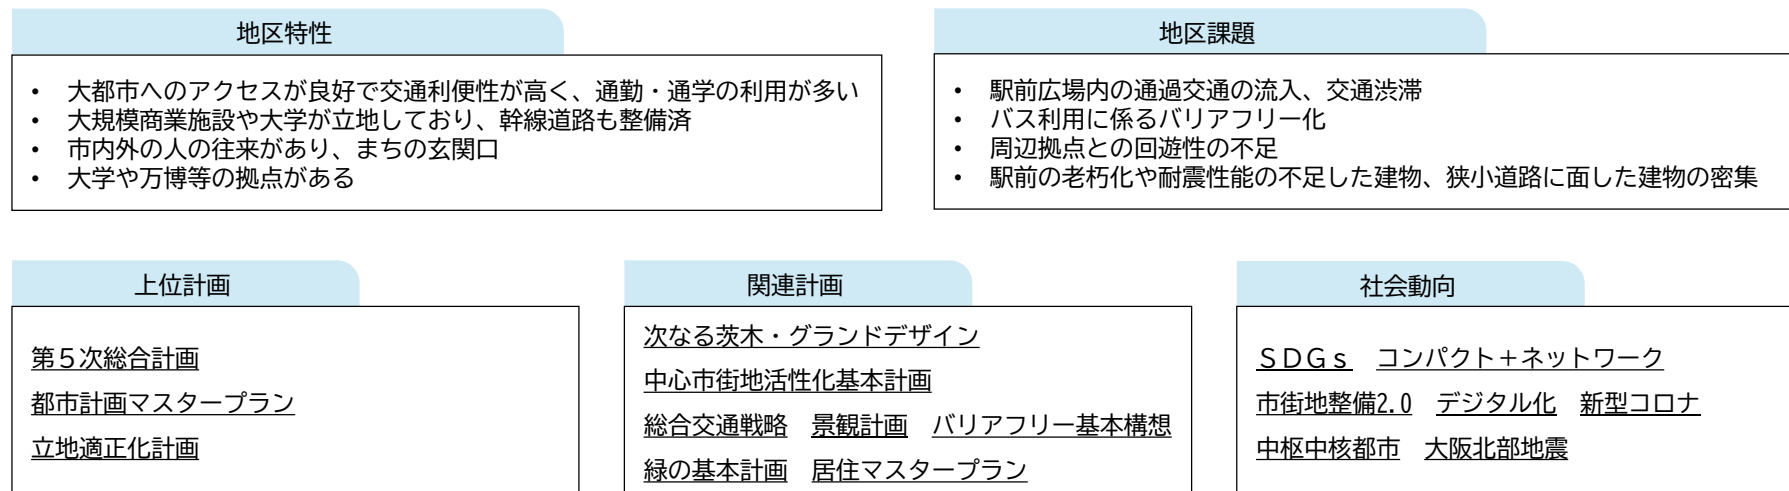 地区特性
• 大都市へのアクセスが良好で交通利便性が高く、通勤・通学の利用が多い
• 大規模商業施設や大学が立地しており、幹線道路も整備済
• 市内外の人の往来があり、まちの玄関口
• 大学や万博等の拠点がある
地区課題
• 駅前広場内の通過交通の流入、交通渋滞
• バス利用に係るバリアフリー化
• 周辺拠点との回遊性の不足
• 駅前の老朽化や耐震性能の不足した建物、狭小道路に面した建物の密集
上位計画
第５次総合計画
都市計画マスタープラン
立地適正化計画
関連計画
次なる茨木・グランドデザイン
中心市街地活性化基本計画
総合交通戦略　景観計画　バリアフリー基本構想
緑の基本計画　居住マスタープラン
社会動向
ＳＤＧｓ　コンパクト＋ネットワーク
市街地整備2.0　デジタル化　新型コロナ
中枢中核都市　大阪北部地震